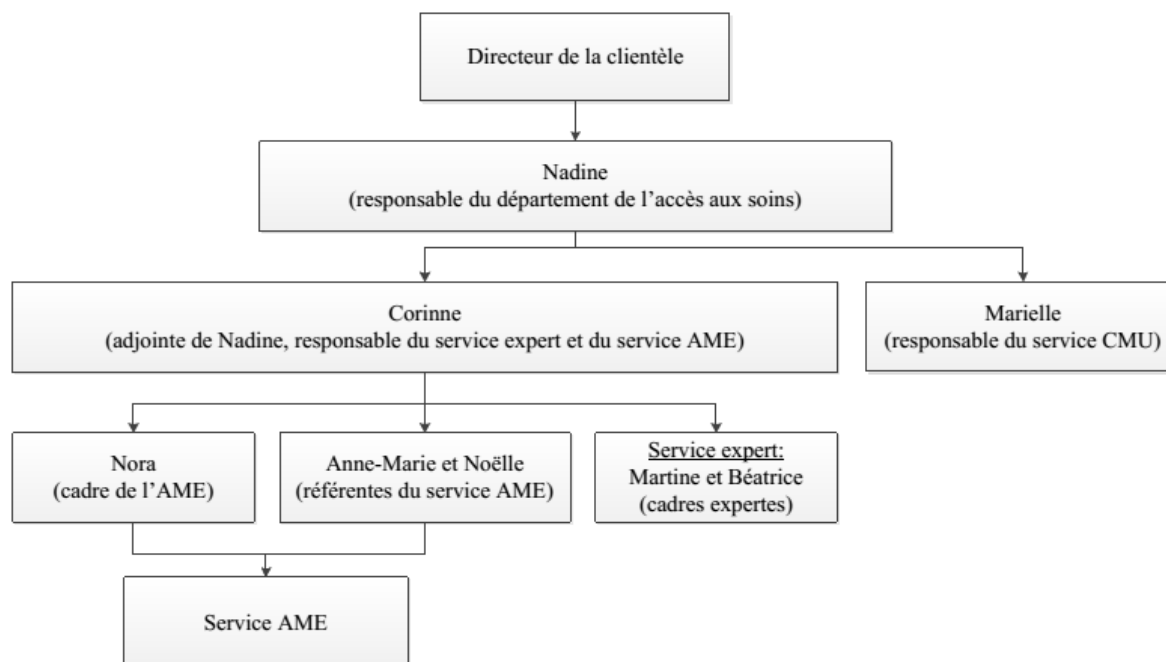 Directeur de la clientèle
Nadine
(responsable du département de l’accès aux soins)
Corinne
(adjointe de Nadine, responsable du service expert et du service AME)
Marielle
(responsable du service CMU)
Nora
(cadre de l’AME)
Anne-Marie et Noëlle
(référentes du service AME)
Service expert:
Martine et Béatrice
(cadres expertes)
Service AME